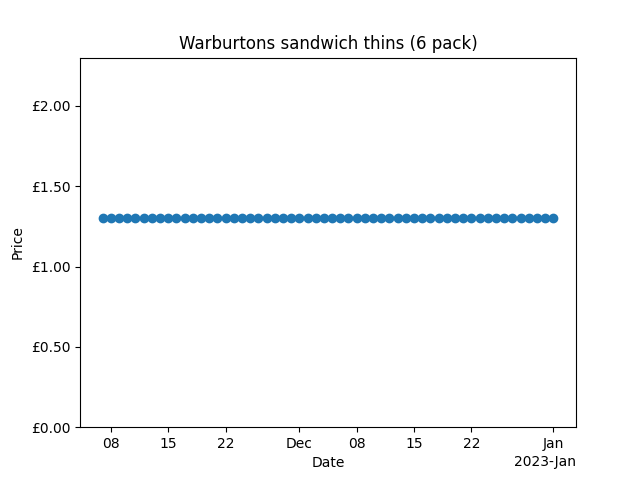 Warburtons sandwich thins (6 pack)
£2.00
£1.50
£1.00
£0.50
£0.00
Price
08 15 22 Dec 08 15 22 Jan
2023-Jan
Date